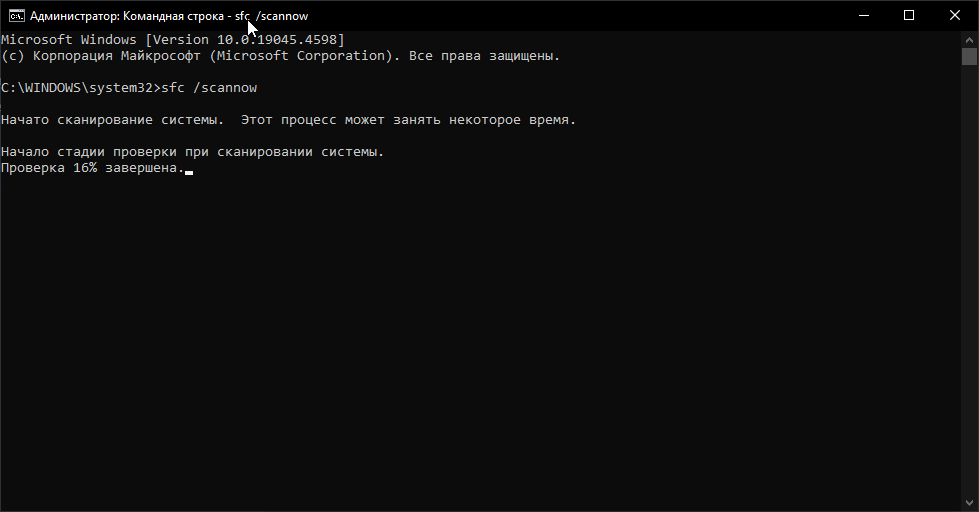 Администратор: Командная строка - sfc /scannow
Microsoft Windows [Version 10.0.19045.4598]
(c) Корпорация Майкрософт (Microsoft Corporation). Все права защищены.
C:\WINDOWS\system32>sfc /scannow
Начато сканирование системы.  Этот процесс может занять некоторое время.
Начало стадии проверки при сканировании системы.
Проверка 16% завершена.